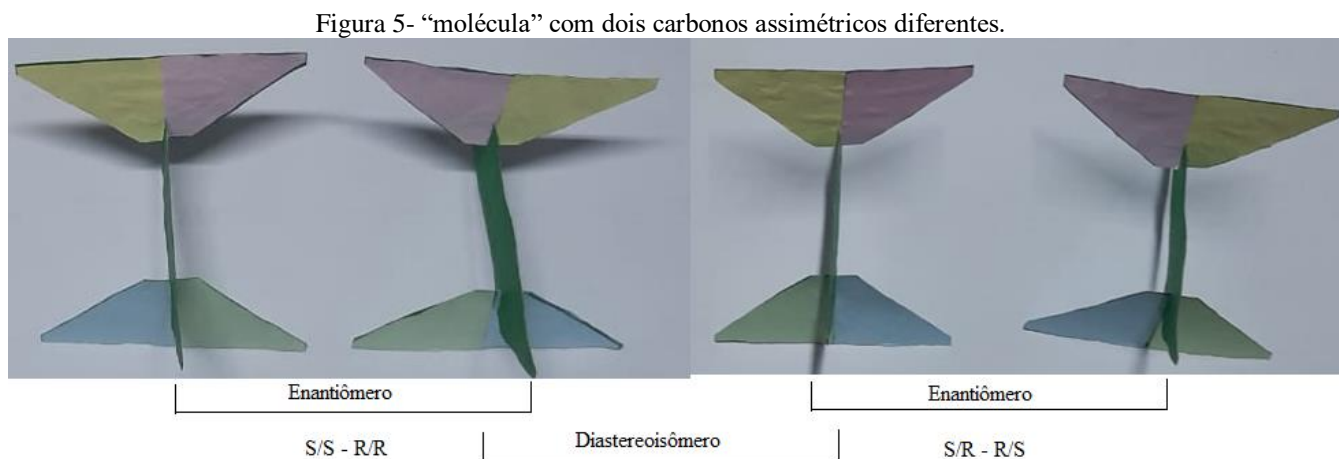 Figura 5- “molécula” com dois carbonos assimétricos diferentes.
Enantiômero
Enantiômero
S/S - R/R
Diastereoisômero
S/R - R/S